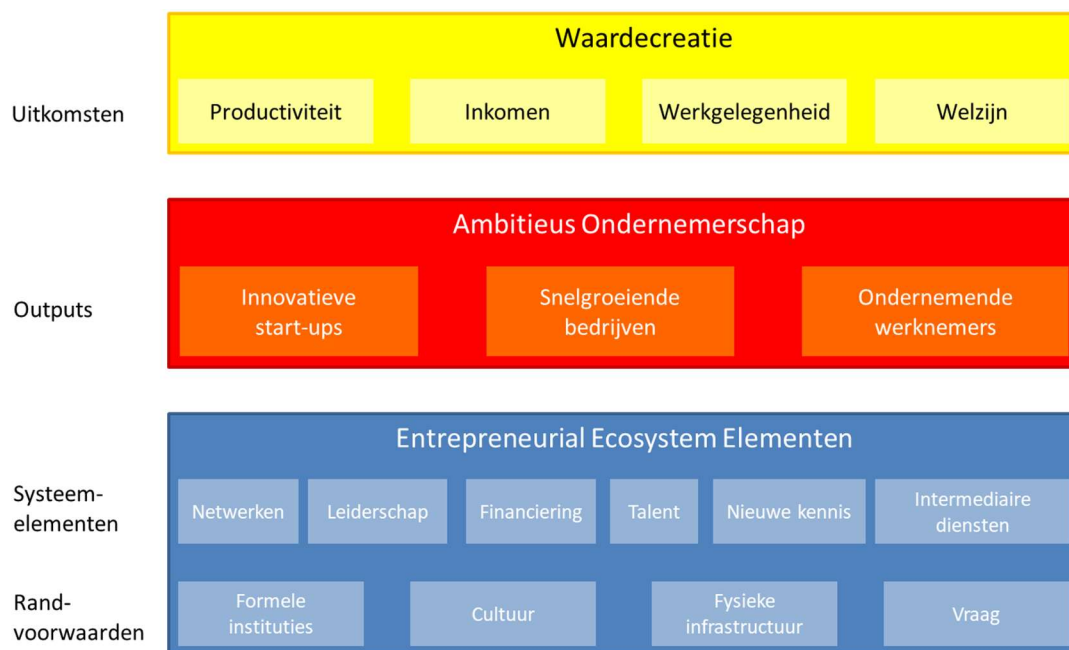 Waardecreatie
Uitkomsten
Productiviteit
Inkomen
Werkgelegenheid
Welzijn
Ambitieus Ondernemerschap
Outputs
Innovatieve
start-ups
Snelgroeiende
bedrijven
Ondernemende
werknemers
Entrepreneurial Ecosystem Elementen
Systeem-
elementen
Netwerken
Leiderschap
Financiering
Talent
Nieuwe kennis
Intermediaire
diensten
Rand-
voorwaarden
Formele
instituties
Cultuur
Fysieke
infrastructuur
Vraag